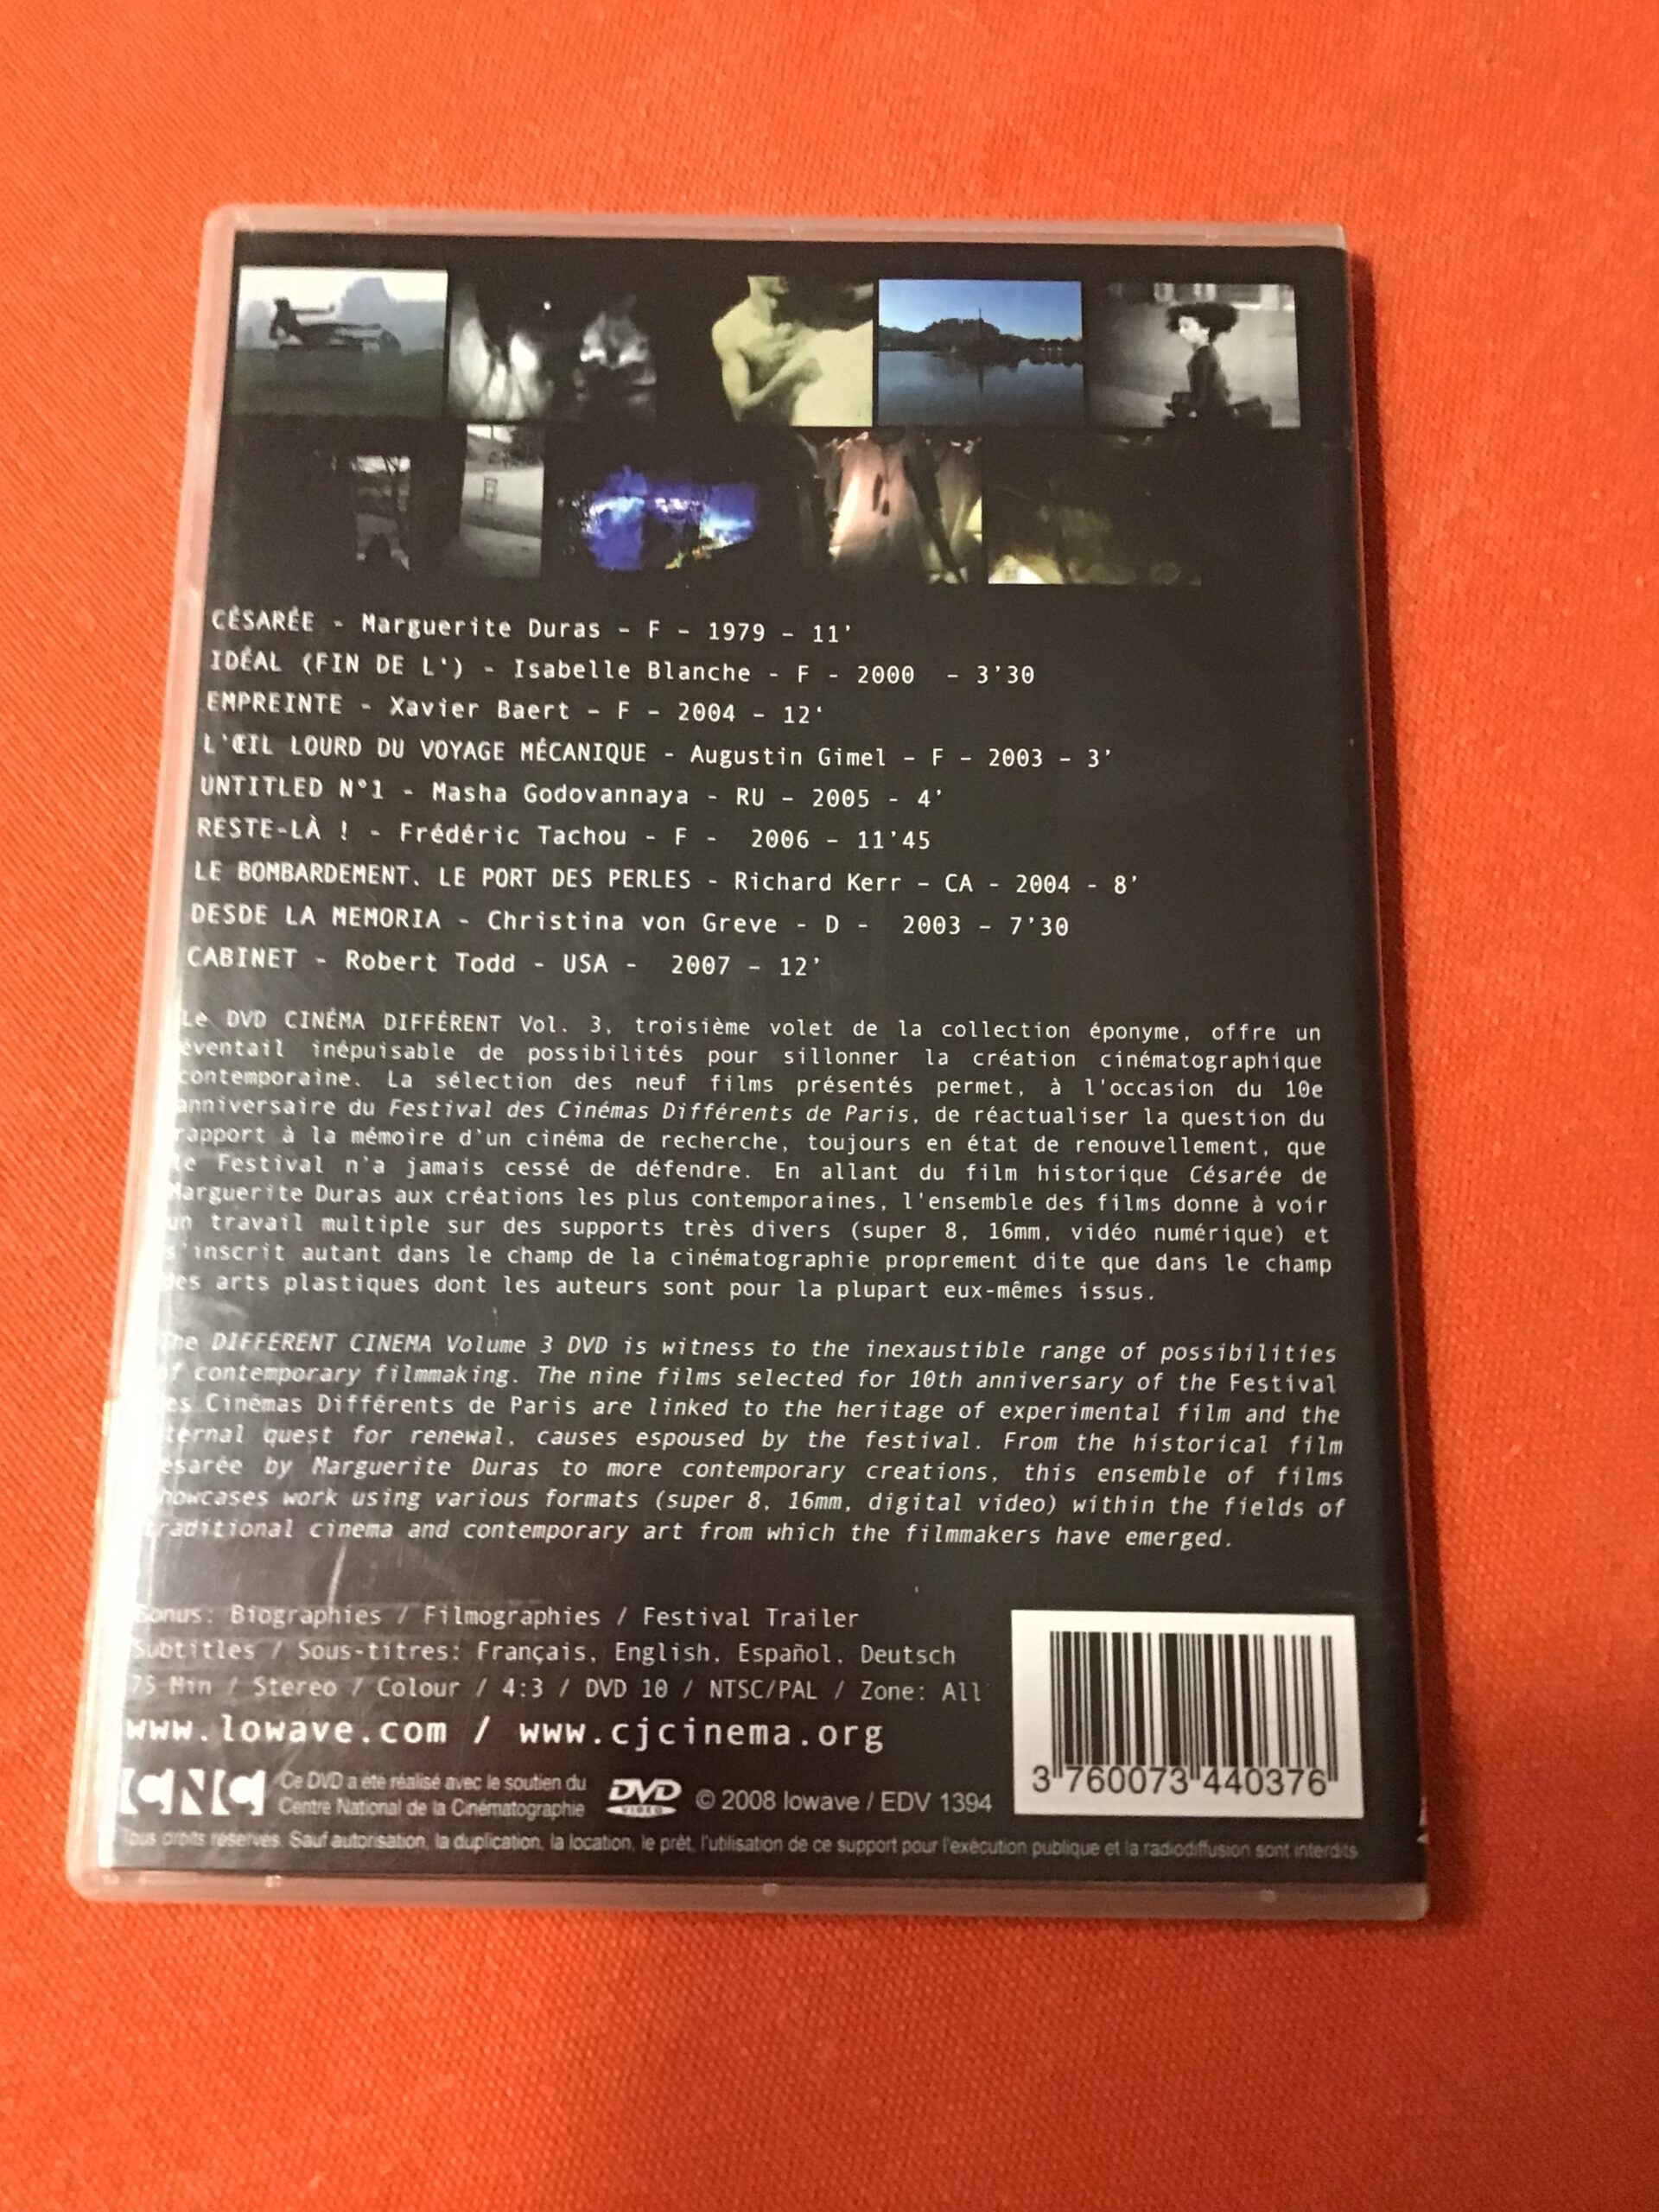 CÉSARÉE - Marguerite Duras - F - 1979 - 11'
IDÉAL (FIN DE L') - Isabelle Blanche - F - 2000 - 3'30
EMPREINTE - Xavier Baert - F - 2004 - 12'
L'ŒIL LOURD DU VOYAGE MÉCANIQUE - Augustin Gimel - F - 2003 - 3'
UNTITLED N°1 - Masha Godovannaya - RU - 2005 - 4'
RESTE-LÀ ! - Frédéric Tachou - F - 2006 - 11'45
LE BOMBARDEMENT. LE PORT DES PERLES - Richard Kerr - CA - 2004 - 8'
DESDE LA MEMORIA - Christina von Greve - D - 2003 - 7'30
CABINET - Robert Todd - USA - 2007 - 12'
Le DVD CINÉMA DIFFÉRENT Vol. 3, troisième volet de la collection éponyme, offre un
éventail inépuisable de possibilités pour sillonner la création cinématographique
contemporaine. La sélection des neuf films présentés permet, à l'occasion du 10e
anniversaire du Festival des Cinémas Différents de Paris, de réactualiser la question du
rapport à la mémoire d'un cinéma de recherche, toujours en état de renouvellement, que
le Festival n'a jamais cessé de défendre. En allant du film historique Césarée de
Marguerite Duras aux créations les plus contemporaines, l'ensemble des films donne à voir
un travail multiple sur des supports très divers (super 8, 16mm, vidéo numérique) et
s'inscrit autant dans le champ de la cinématographie proprement dite que dans le champ
des arts plastiques dont les auteurs sont pour la plupart eux-mêmes issus.
The DIFFERENT CINEMA Volume 3 DVD is witness to the inexaustible range of possibilities
of contemporary filmmaking. The nine films selected for 10th anniversary of the Festival
des Cinémas Différents de Paris are linked to the heritage of experimental film and the
eternal quest for renewal, causes espoused by the festival. From the historical film
Césarée by Marguerite Duras to more contemporary creations, this ensemble of films
showcases work using various formats (super 8, 16mm, digital video) within the fields of
traditional cinema and contemporary art from which the filmmakers have emerged.
Bonus: Biographies / Filmographies / Festival Trailer
Subtitles / Sous-titres: Français, English, Español, Deutsch
75 Min / Stereo / Colour / 4:3 / DVD 10 / NTSC/PAL / Zone: All
www.lowave.com / www.cjcinema.org
CNC Ce DVD a été réalisé avec le soutien du
Centre National de la Cinématographie
DVD VIDEO © 2008 lowave / EDV 1394
3 760073 440376
Tous droits réservés. Sauf autorisation, la duplication, la location, le prêt, l'utilisation de ce support pour l'exécution publique et la radiodiffusion sont interdits